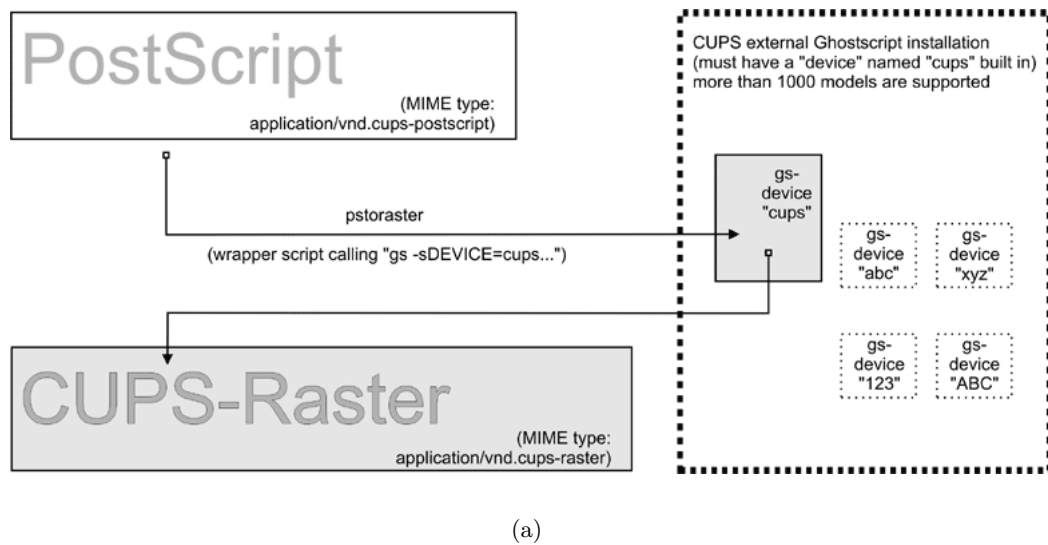 PostScript
(MIME type:
application/vnd.cups-postscript)
CUPS external Ghostscript installation
(must have a "device" named "cups" built in)
more than 1000 models are supported
gs-
device
"cups"
pstoraster
(wrapper script calling "gs -sDEVICE=cups...")
gs-
device
"abc"
gs-
device
"xyz"
gs-
device
"123"
gs-
device
"ABC"
CUPS-Raster
(MIME type:
application/vnd.cups-raster)
(a)